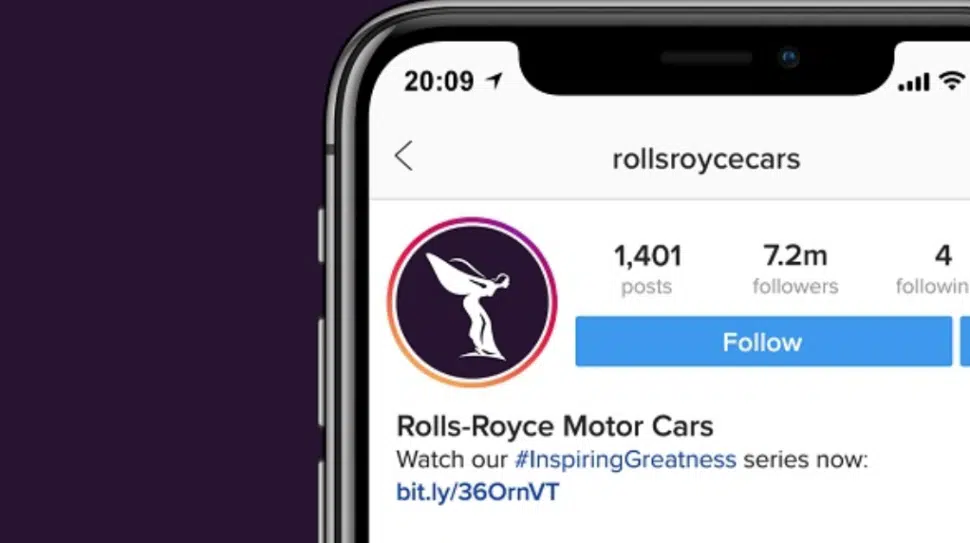 20:09
rollsroycecars
1,401 7.2m 4
posts followers followin
Follow
Rolls-Royce Motor Cars
Watch our #InspiringGreatness series now:
bit.ly/36OrnVT